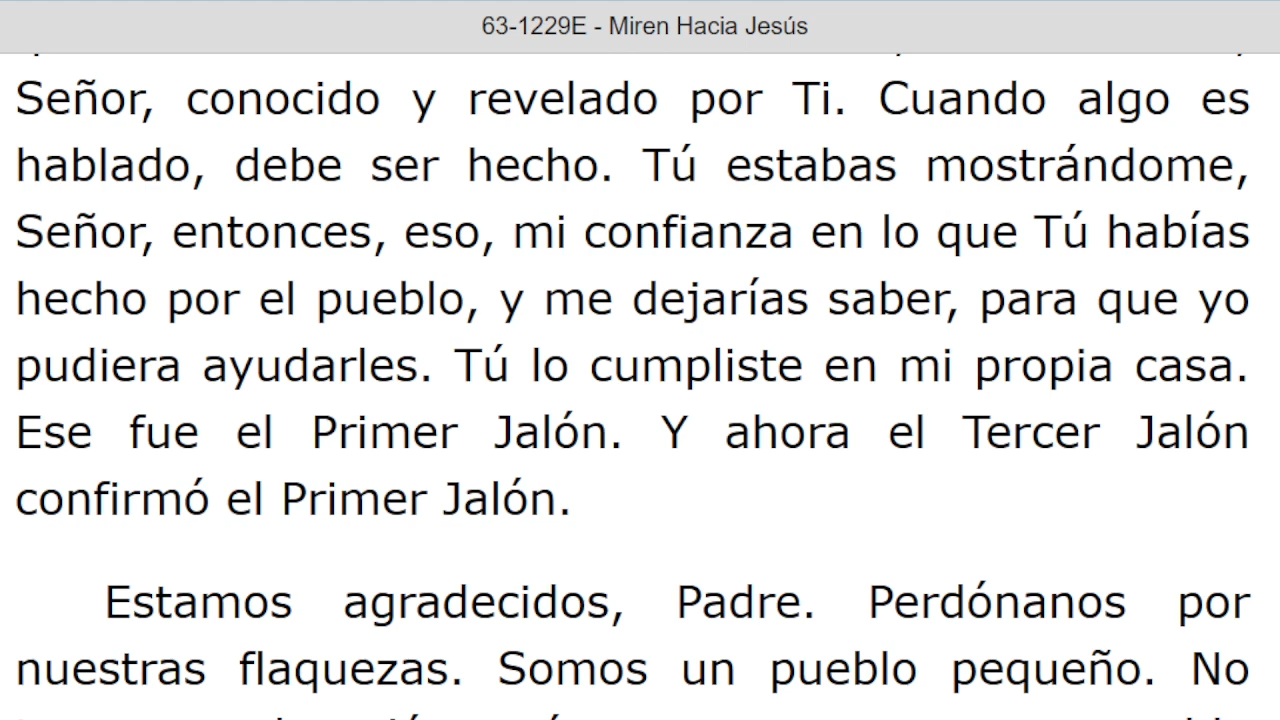 63-1229E - Miren Hacia Jesús
Señor, conocido y revelado por Ti. Cuando algo es
hablado, debe ser hecho. Tú estabas mostrándome,
Señor, entonces, eso, mi confianza en lo que Tú habías
hecho por el pueblo, y me dejarías saber, para que yo
pudiera ayudarles. Tú lo cumpliste en mi propia casa.
Ese fue el Primer Jalón. Y ahora el Tercer Jalón
confirmó el Primer Jalón.
Estamos agradecidos, Padre. Perdónanos por
nuestras flaquezas. Somos un pueblo pequeño. No